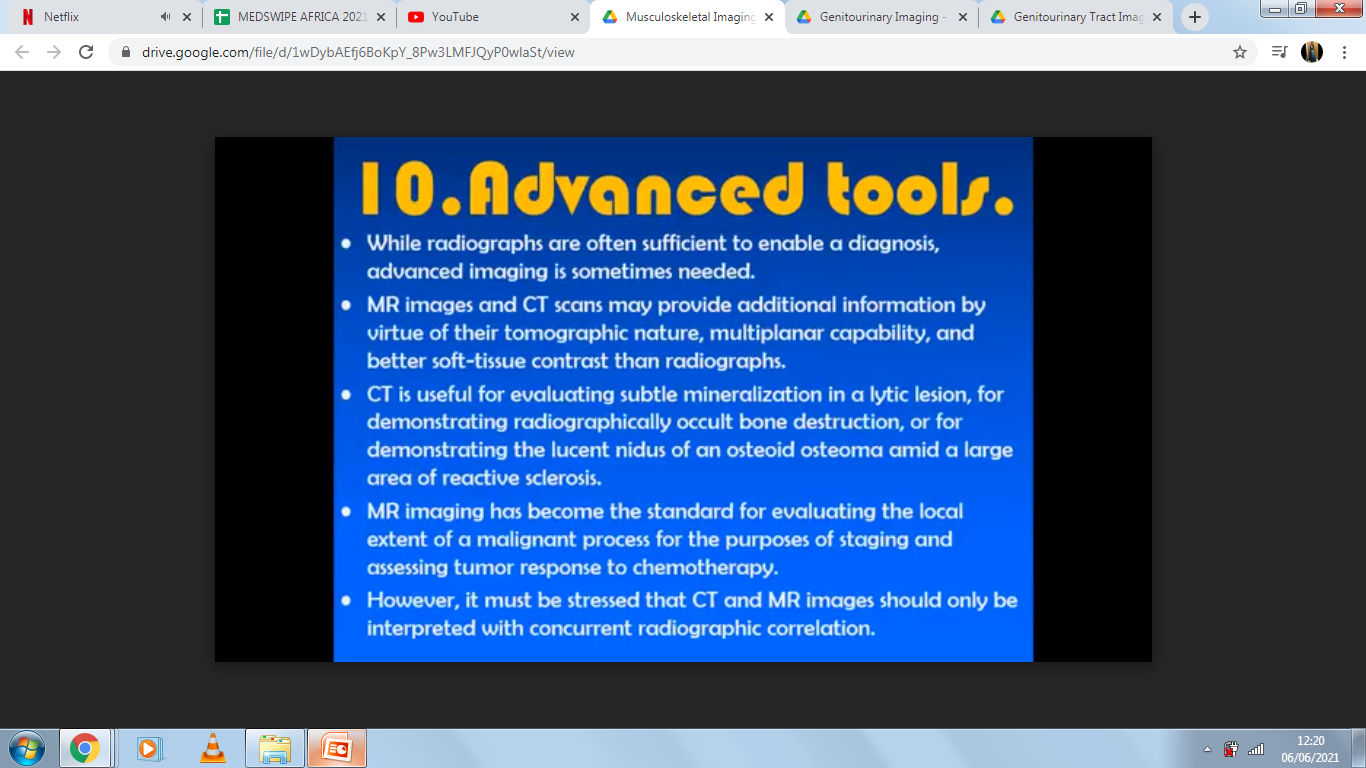 Netflix
MEDSWIPE AFRICA 2021
YouTube
Musculoskeletal Imaging
Genitourinary Imaging -
Genitourinary Tract Imag
drive.google.com/file/d/1wDybAEfj6BoKpY_8Pw3LMFJQyP0wlaSt/view
10.Advanced tools.
• While radiographs are often sufficient to enable a diagnosis,
advanced imaging is sometimes needed.
• MR images and CT scans may provide additional information by
virtue of their tomographic nature, multiplanar capability, and
better soft-tissue contrast than radiographs.
• CT is useful for evaluating subtle mineralization in a lytic lesion, for
demonstrating radiographically occult bone destruction, or for
demonstrating the lucent nidus of an osteoid osteoma amid a large
area of reactive sclerosis.
• MR imaging has become the standard for evaluating the local
extent of a malignant process for the purposes of staging and
assessing tumor response to chemotherapy.
• However, it must be stressed that CT and MR images should only be
interpreted with concurrent radiographic correlation.
12:20
06/06/2021